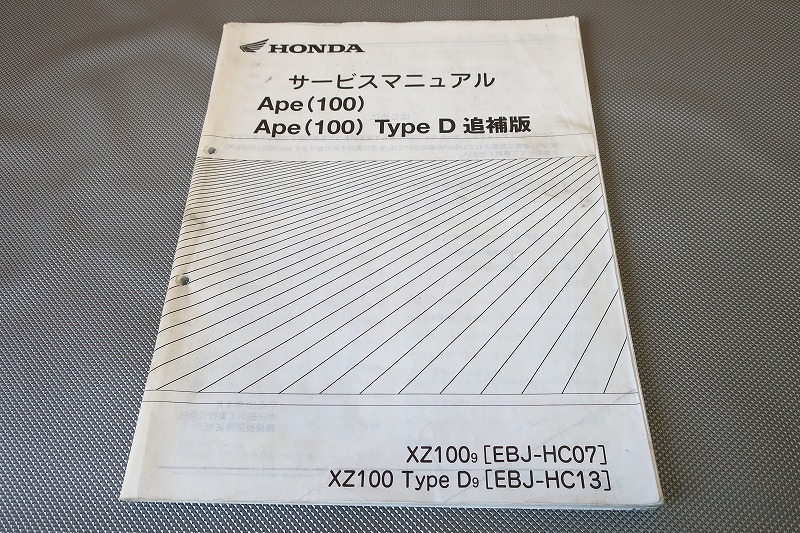 HONDA
サービスマニュアル
Ape(100)
Ape(100) Type D 追補版
XZ1009 [EBJ-HC07]
XZ100 Type D9 [EBJ-HC13]